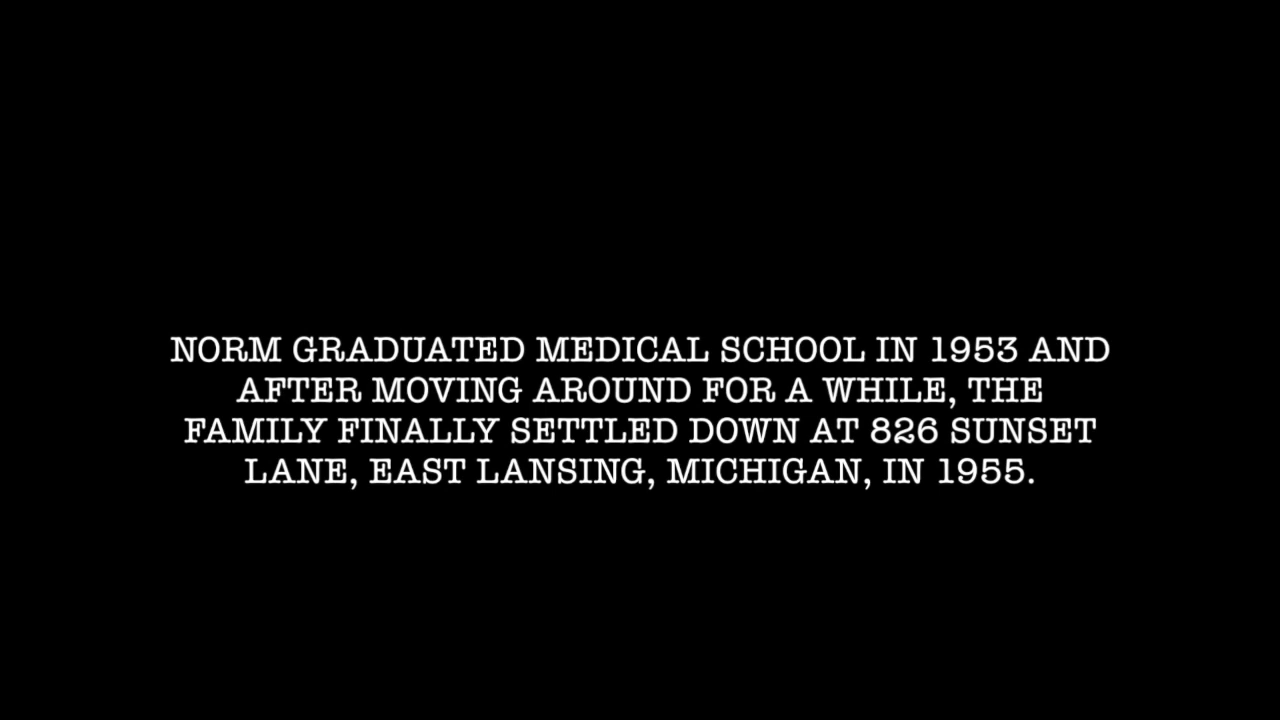 NORM GRADUATED MEDICAL SCHOOL IN 1953 AND
AFTER MOVING AROUND FOR A WHILE, THE
FAMILY FINALLY SETTLED DOWN AT 826 SUNSET
LANE, EAST LANSING, MICHIGAN, IN 1955.